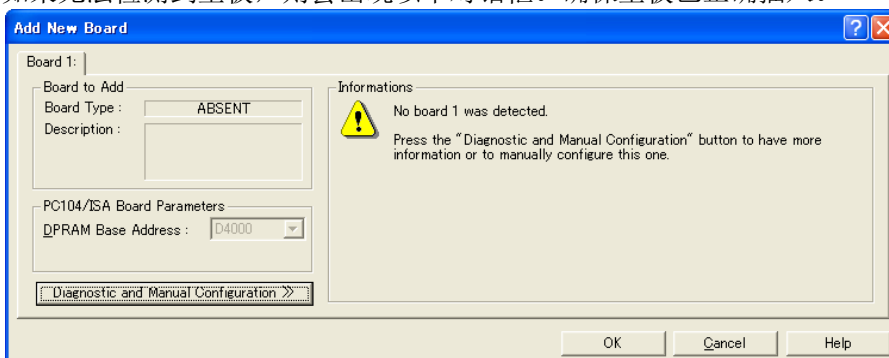 Add New Board
Board 1:
Board to Add
Board Type :
ABSENT
Description :
PC104/ISA Board Parameters
DPRAM Base Address :
D4000
Diagnostic and Manual Configuration >>
Informations
No board 1 was detected.
Press the "Diagnostic and Manual Configuration" button to have more
information or to manually configure this one.
OK
Cancel
Help